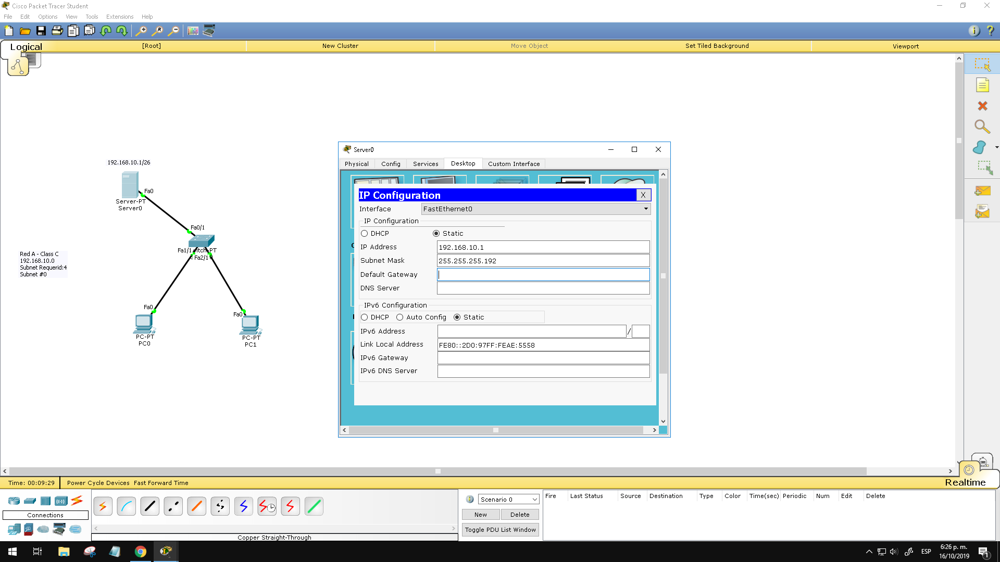 Cisco Packet Tracer Student
File Edit Options View Tools Extensions Help
Logical [Root] New Cluster Move Object Set Tiled Background Viewport
192.168.10.1/26
Fa0
Server-PT
Server0
Fa0/1
Fa1/1 witch-PT
Fa2/1
Red A - Class C
192.168.10.0
Subnet Requerid:4
Subnet #0
Fa0
PC-PT
PC0
Fa0
PC-PT
PC1
Server0
Physical Config Services Desktop Custom Interface
IP Configuration X
Interface FastEthernet0
IP Configuration
DHCP Static
IP Address 192.168.10.1
Subnet Mask 255.255.255.192
Default Gateway
DNS Server
IPv6 Configuration
DHCP Auto Config Static
IPv6 Address /
Link Local Address FE80::2D0:97FF:FEAE:5558
IPv6 Gateway
IPv6 DNS Server
Realtime
Time: 00:09:29 Power Cycle Devices Fast Forward Time
Connections
Copper Straight-Through
Scenario 0
New Delete
Toggle PDU List Window
Fire Last Status Source Destination Type Color Time(sec) Periodic Num Edit Delete
ESP
6:26 p. m.
16/10/2019
1